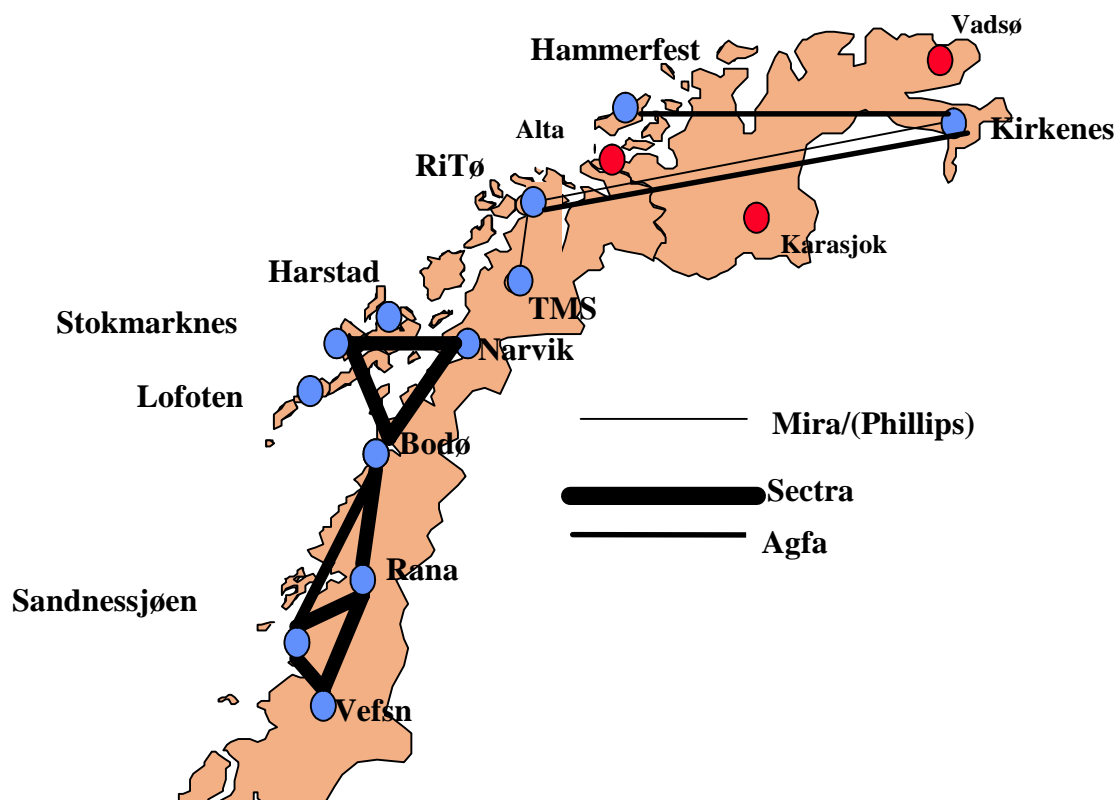 Vadsø
Hammerfest
Alta
Kirkenes
RiTø
Karasjok
Harstad
TMS
Stokmarknes
Narvik
Lofoten
Mira/(Phillips)
Bodø
Sectra
Agfa
Rana
Sandnessjøen
Vefsn